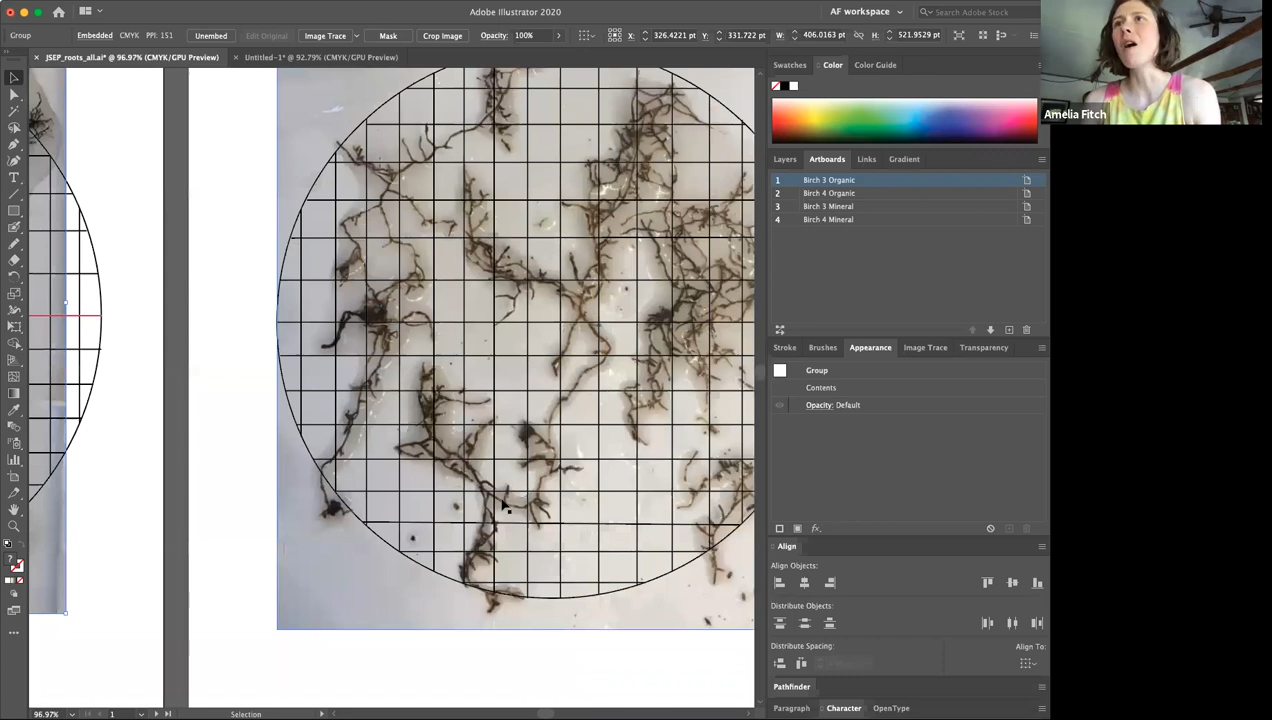 Adobe Illustrator 2020
AF workspace
Search Adobe Stock
Group
Embedded CMYK PPI: 151
Unembed
Edit Original
Image Trace
Mask
Crop Image
Opacity: 100%
X: 326.4221 pt
Y: 331.722 pt
W: 406.0163 pt
H: 521.9529 pt
× JSEP_roots_all.ai* @ 96.97% (CMYK/GPU Preview)
× Untitled-1* @ 92.79% (CMYK/GPU Preview)
Swatches Color Color Guide
Amelia Fitch
Layers Artboards Links Gradient
1 Birch 3 Organic
2 Birch 4 Organic
3 Birch 3 Mineral
4 Birch 4 Mineral
Stroke Brushes Appearance Image Trace Transparency
Group
Contents
Opacity: Default
fx
Align
Align Objects:
Distribute Objects:
Distribute Spacing: Align To:
Pathfinder
Paragraph Character OpenType
96.97% 1 Selection